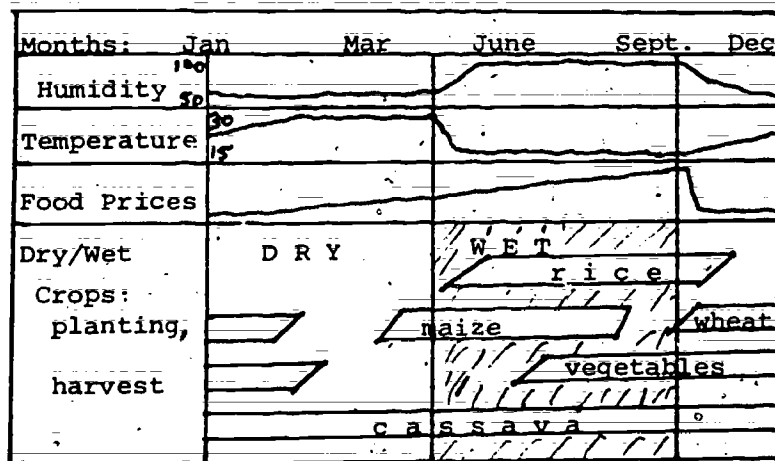 Months: Jan Mar June Sept. Dec
100
Humidity 50
30
Temperature
15
Food Prices
Dry/Wet D R Y W E T
rice
Crops:
planting, maize wheat
vegetables
harvest
cassava